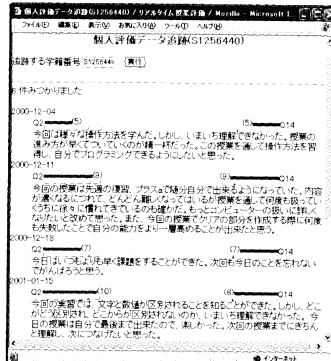 個人評価データ追跡(S1256440) / リアルタイム授業評価 / Mozilla - Microsoft I...
ファイル(F) 編集(E) 表示(V) お気に入り(A) ツール(T) ヘルプ(H)
個人評価データ追跡(S1256440)
追跡する学籍番号 S1256440 実行
6 件みつかりました
2000-12-04
Q2 (5) (5) Q14
今回は様々な操作方法を学んだ。しかし、いまいち理解できなかった。授業の
進み方が早くてついていくのが精一杯だった。この授業を通して操作方法を習
得し、自分でプログラミングできるようにしたいと思った。
2000-12-11
Q2 (9) (9) Q14
今回の授業は先週の復習、プラスαで随分自分で出来るようになっていた。内容
が濃くなるにつれて、どんどん難しくなってはいるが授業を通して何度も扱ってい
くうちに徐々に慣れてきているのも確かだ。もっとコンピューターの扱いに詳しく
なりたいと改めて思った。また、今回の授業でクリアの部分を作成する際に何度
も失敗したことで自分の能力をより一層高めることが出来たと思う。
2000-12-18
Q2 (7) (7) Q14
今日はいつもよりも早く課題をすることができた。次回も今日のことを忘れない
でがんばろうと思う。
2001-01-15
Q2 (10) (8) Q14
今回の実習では、文字と数値が区別されることを知ることができた。しかし、どこ
がどう区別され、どこからが区別されないのか、いまいち理解できなかった。今
日の授業は自分で最後まで出来たので、楽しかった。次回の授業までにきちん
と理解し、次につなげたいと思う。
インターネット